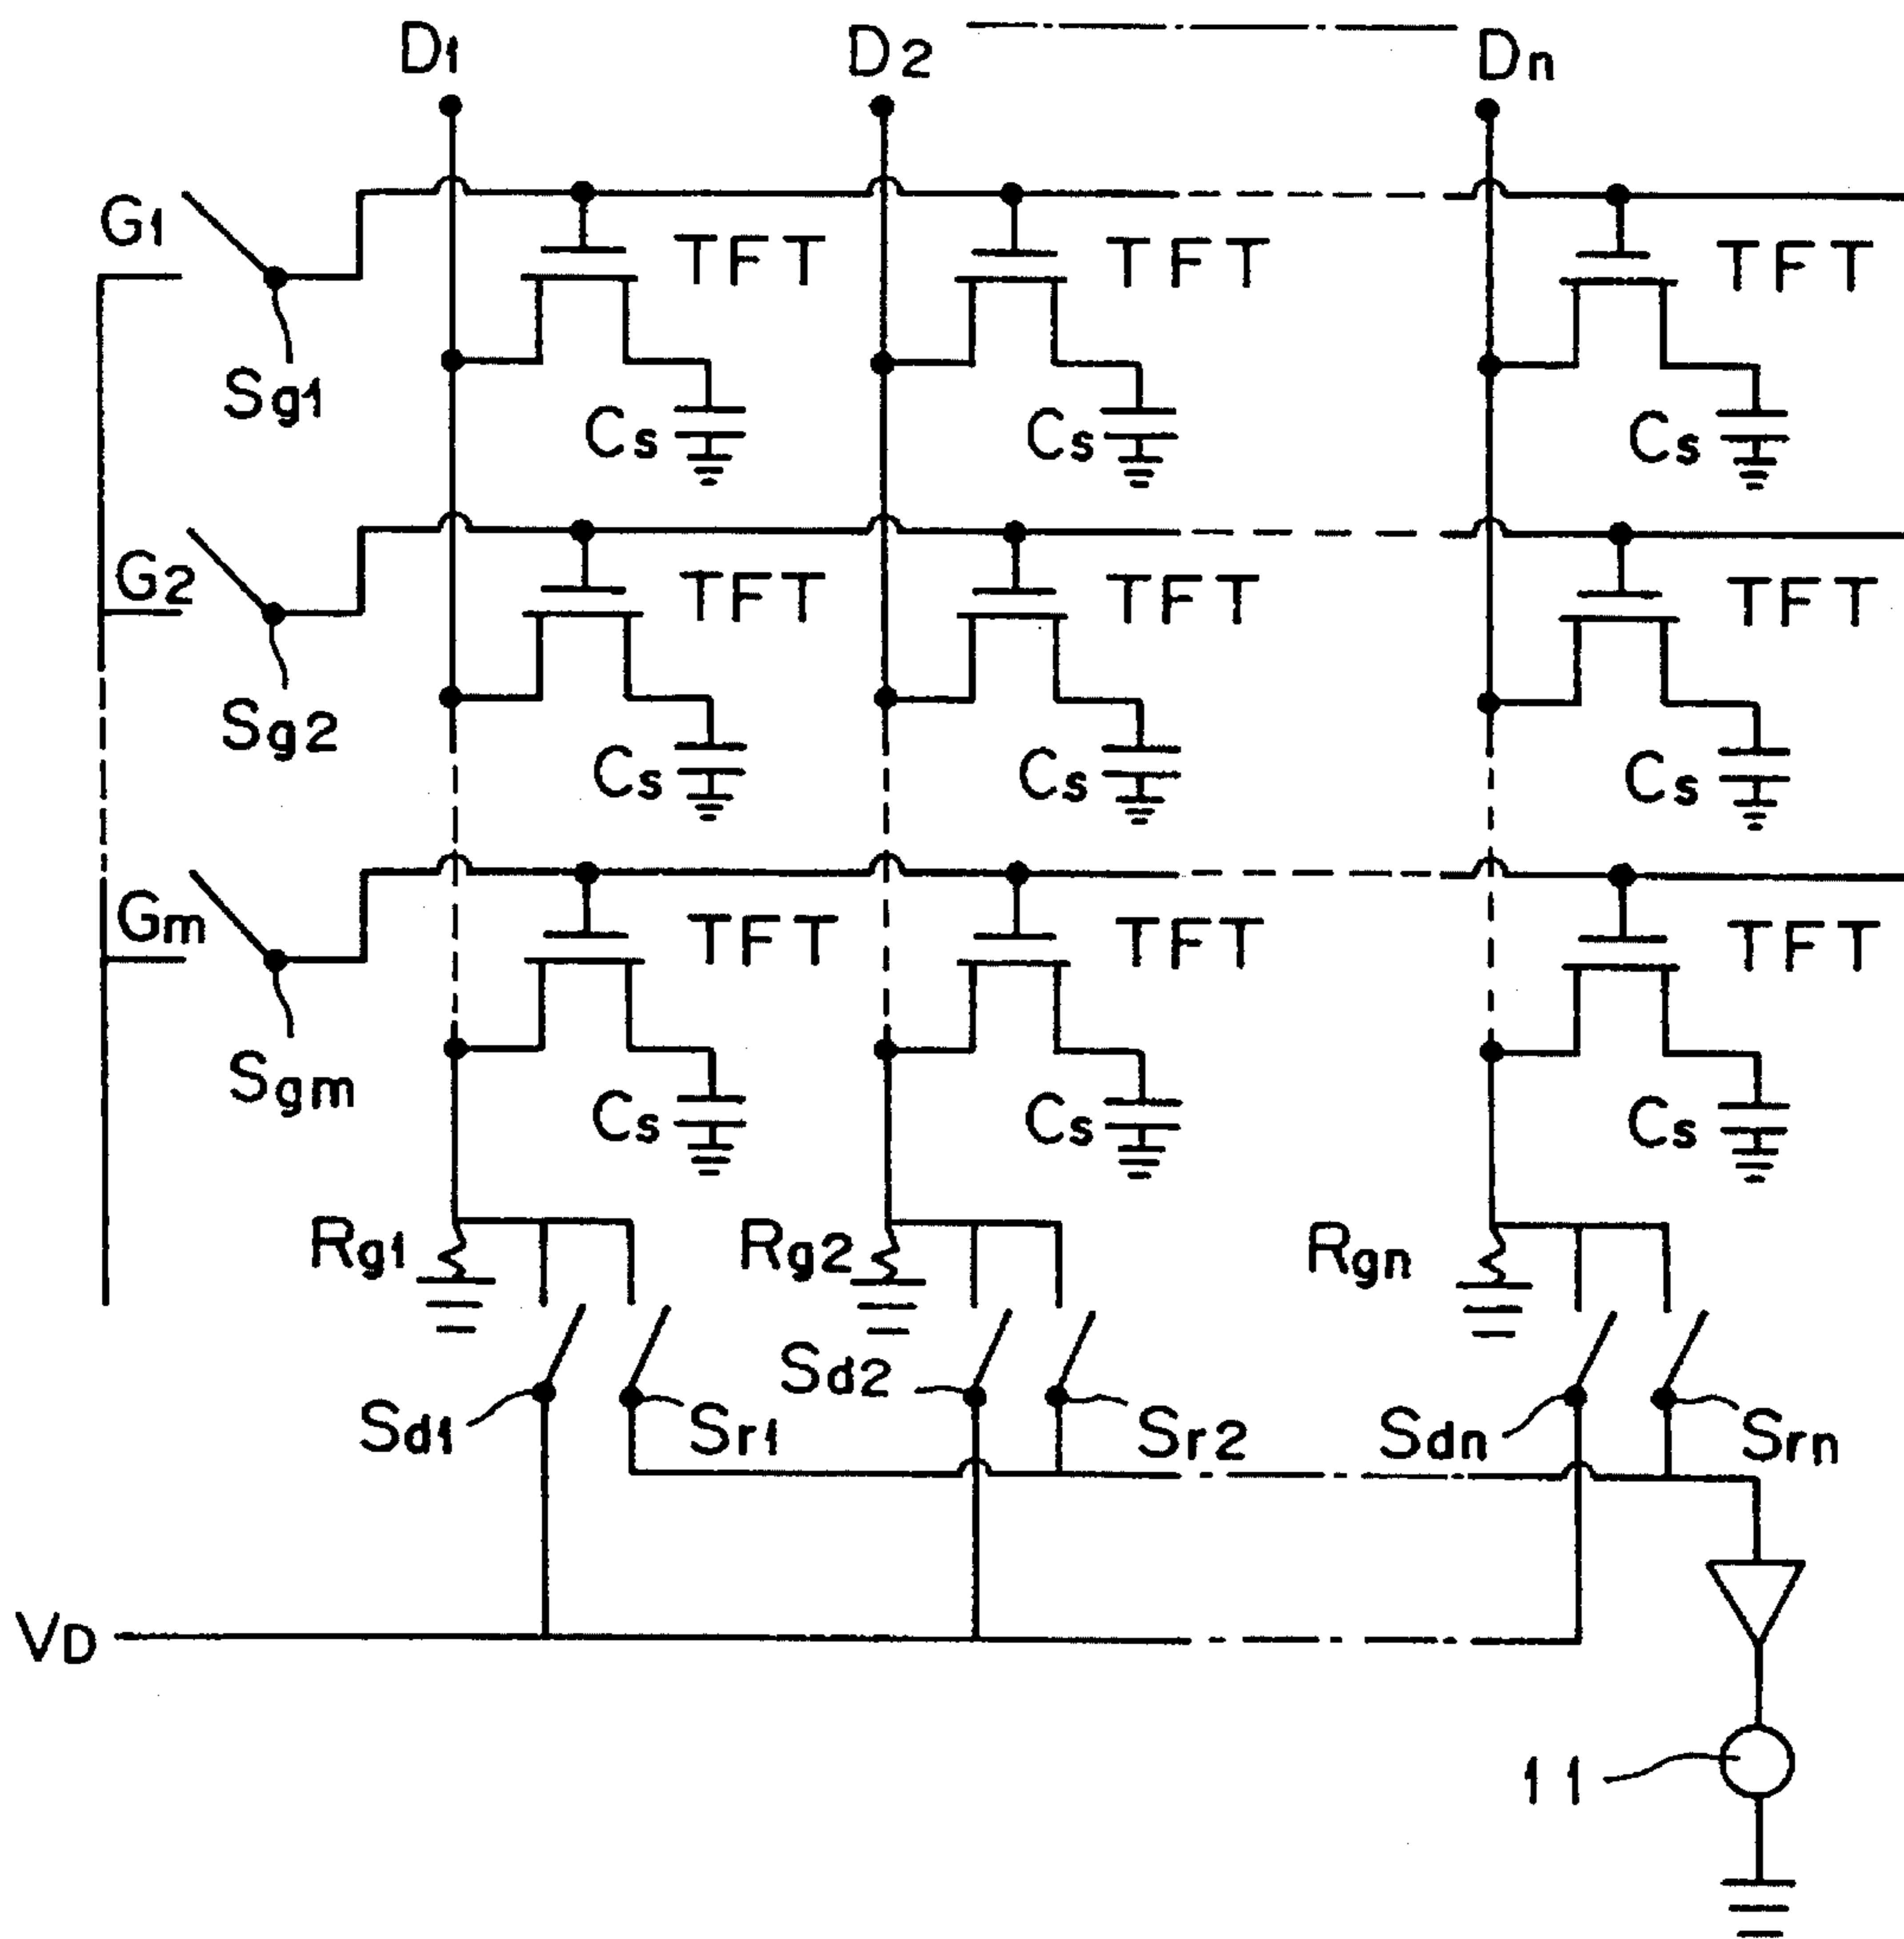 D1 D2 Dn
G1 TFT TFT TFT
Sg1 Cs Cs Cs
G2 TFT TFT TFT
Sg2 Cs Cs Cs
Gm TFT TFT TFT
Sgm Cs Cs Cs
Rg1 Rg2 Rgn
Sd1 Sr1 Sd2 Sr2 Sdn Srn
VD
11